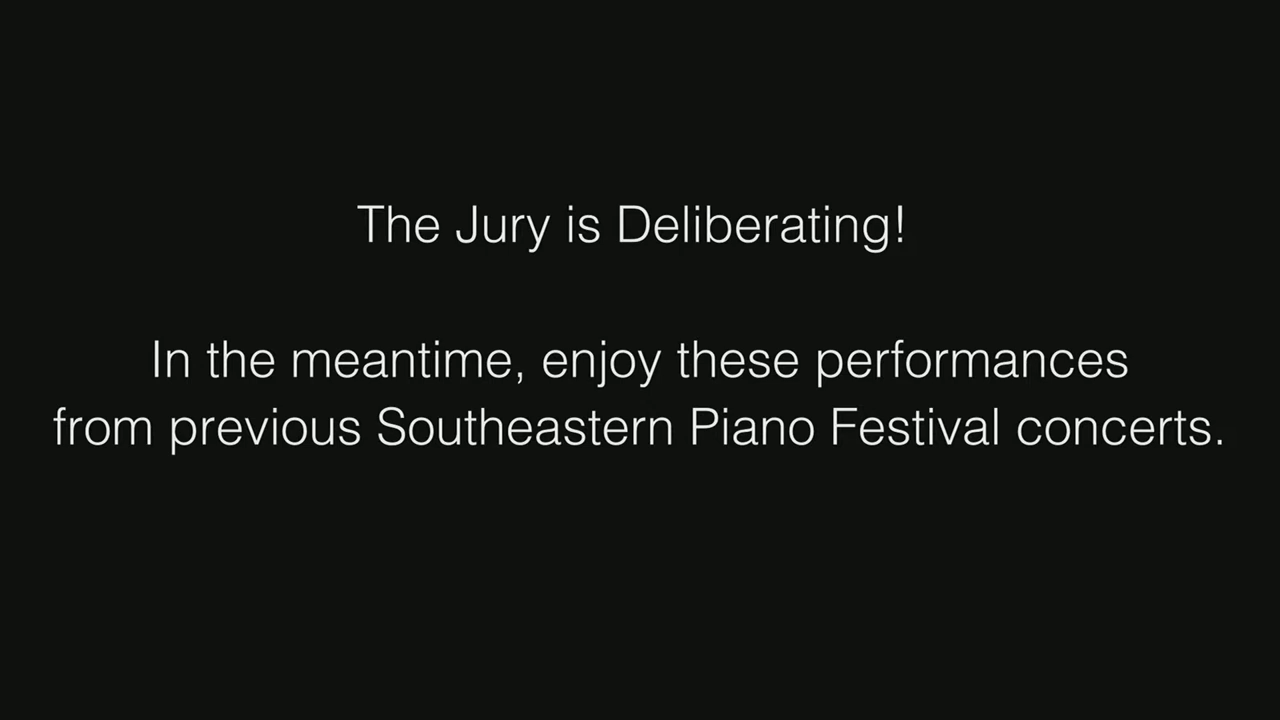 The Jury is Deliberating!
In the meantime, enjoy these performances
from previous Southeastern Piano Festival concerts.